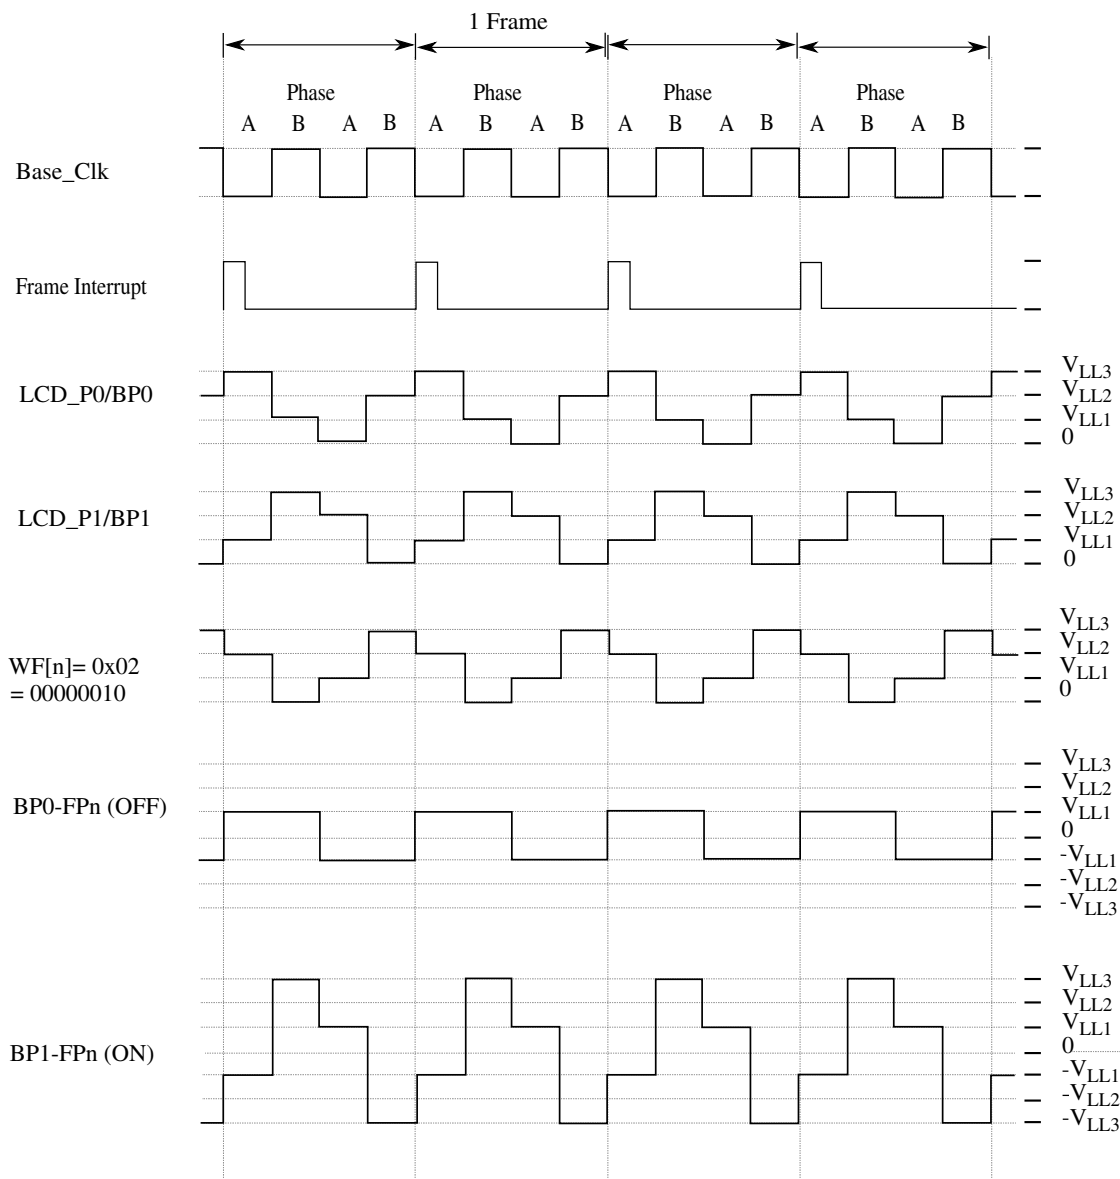 1 Frame
Phase Phase Phase Phase
A B A B A B A B A B A B A B A B
Base_Clk
Frame Interrupt
LCD_P0/BP0
VLL3
VLL2
VLL1
0
LCD_P1/BP1
VLL3
VLL2
VLL1
0
WF[n]= 0x02
= 00000010
VLL3
VLL2
VLL1
0
BP0-FPn (OFF)
VLL3
VLL2
VLL1
0
-VLL1
-VLL2
-VLL3
BP1-FPn (ON)
VLL3
VLL2
VLL1
0
-VLL1
-VLL2
-VLL3